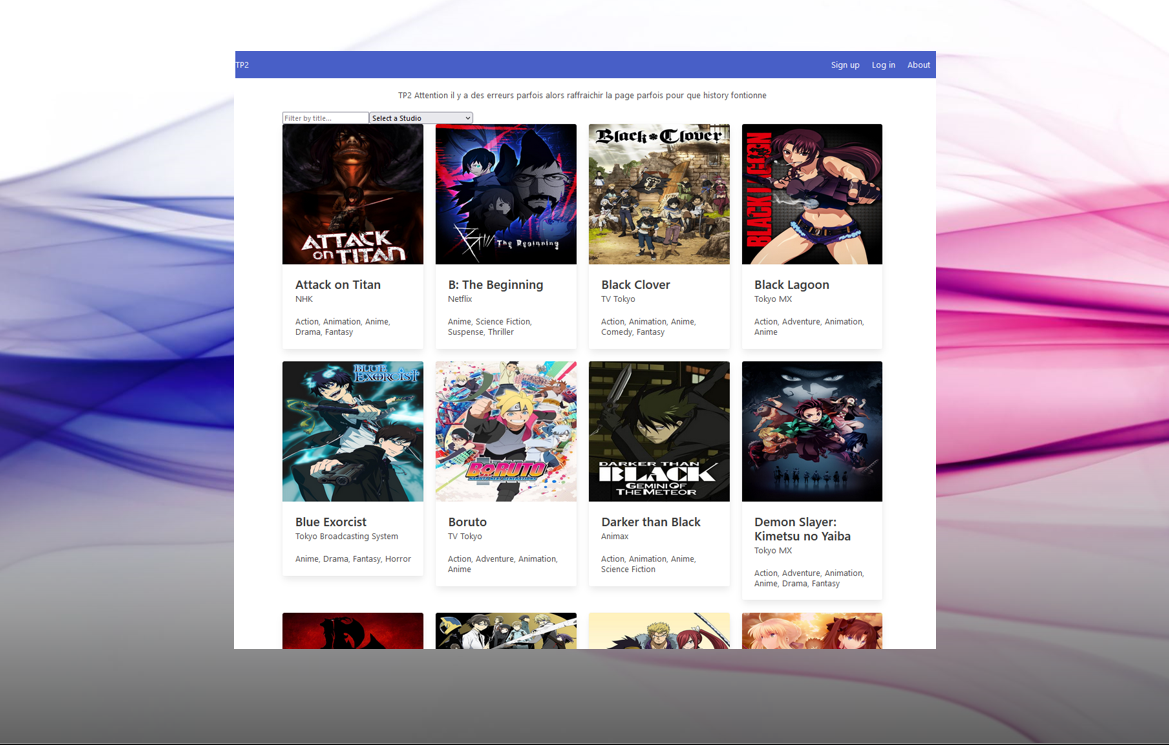 TP2
Sign up Log in About
TP2 Attention il y a des erreurs parfois alors raffraichir la page parfois pour que history fontionne
Filter by title... Select a Studio
ATTACK
ON TITAN
The Beginning
Black Clover
BLACK LAGOON
Attack on Titan
NHK
Action, Animation, Anime,
Drama, Fantasy
B: The Beginning
Netflix
Anime, Science Fiction,
Suspense, Thriller
Black Clover
TV Tokyo
Action, Animation, Anime,
Comedy, Fantasy
Black Lagoon
Tokyo MX
Action, Adventure, Animation,
Anime
BLUE
EXORCIST
BORUTO
DARKER THAN
BLACK
GEMINI OF
THE METEOR
Blue Exorcist
Tokyo Broadcasting System
Anime, Drama, Fantasy, Horror
Boruto
TV Tokyo
Action, Adventure, Animation,
Anime
Darker than Black
Animax
Action, Animation, Anime,
Science Fiction
Demon Slayer:
Kimetsu no Yaiba
Tokyo MX
Action, Adventure, Animation,
Anime, Drama, Fantasy